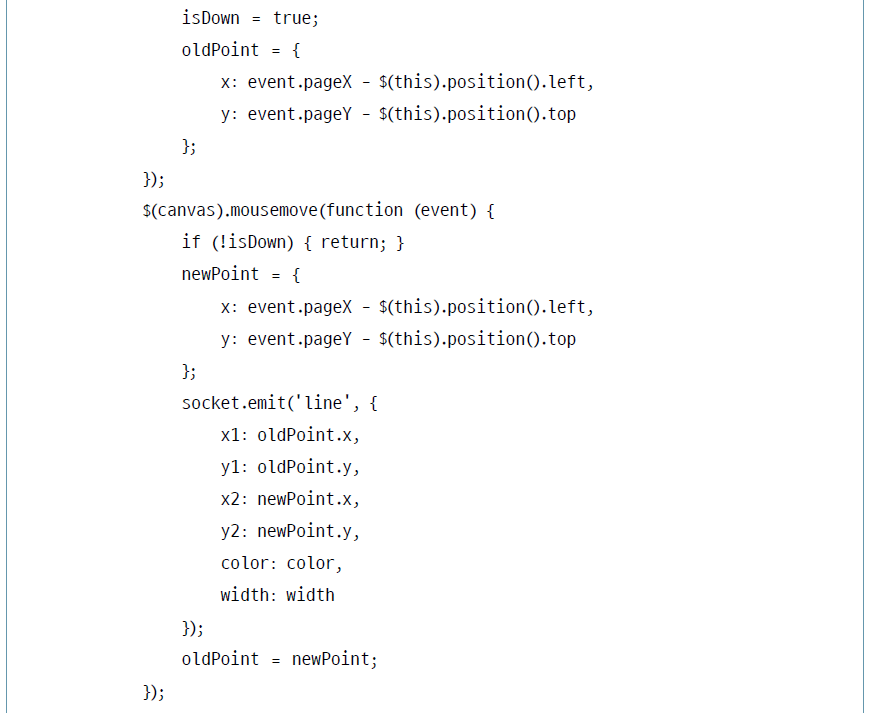 isDown = true;
oldPoint = {
x: event.pageX - $(this).position().left,
y: event.pageY - $(this).position().top
};
});
$(canvas).mousemove(function (event) {
if (!isDown) { return; }
newPoint = {
x: event.pageX - $(this).position().left,
y: event.pageY - $(this).position().top
};
socket.emit('line', {
x1: oldPoint.x,
y1: oldPoint.y,
x2: newPoint.x,
y2: newPoint.y,
color: color,
width: width
});
oldPoint = newPoint;
});